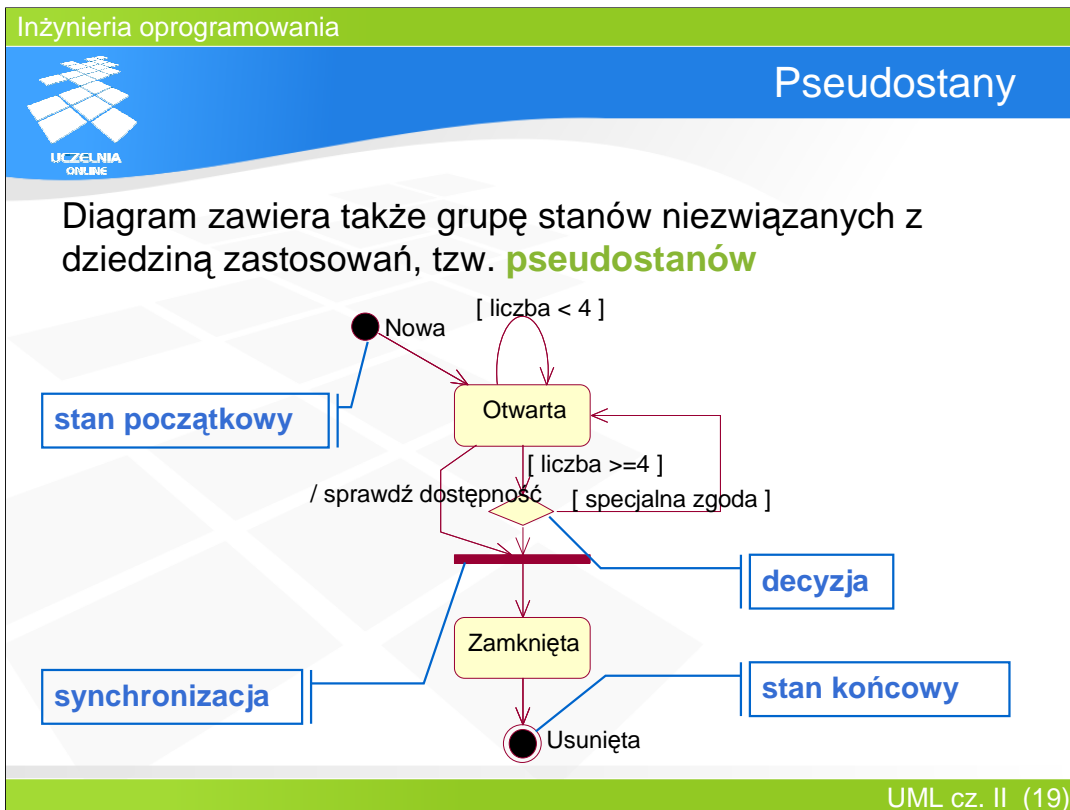 Inżynieria oprogramowania
Pseudostany
UCZELNIA
ONLINE
Diagram zawiera także grupę stanów niezwiązanych z
dziedziną zastosowań, tzw. pseudostanów
[ liczba < 4 ]
Nowa
stan początkowy
Otwarta
[ liczba >=4 ]
/ sprawdź dostępność
[ specjalna zgoda ]
decyzja
Zamknięta
synchronizacja
stan końcowy
Usunięta
UML cz. II (19)